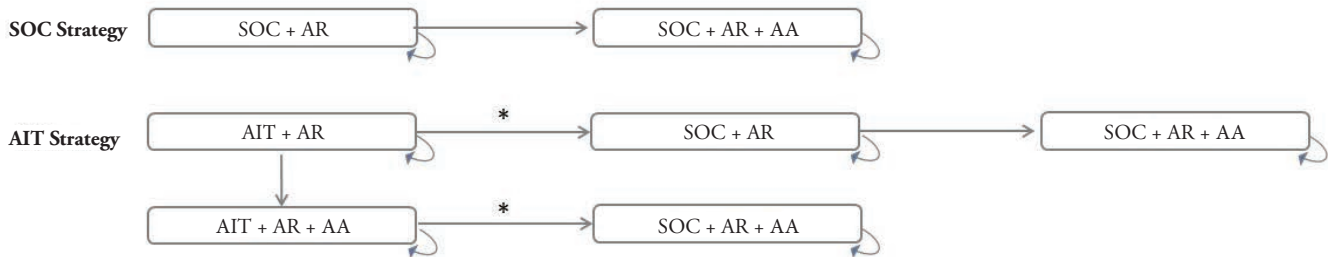 SOC Strategy SOC + AR SOC + AR + AA
*
AIT Strategy AIT + AR SOC + AR SOC + AR + AA
*
AIT + AR + AA SOC + AR + AA